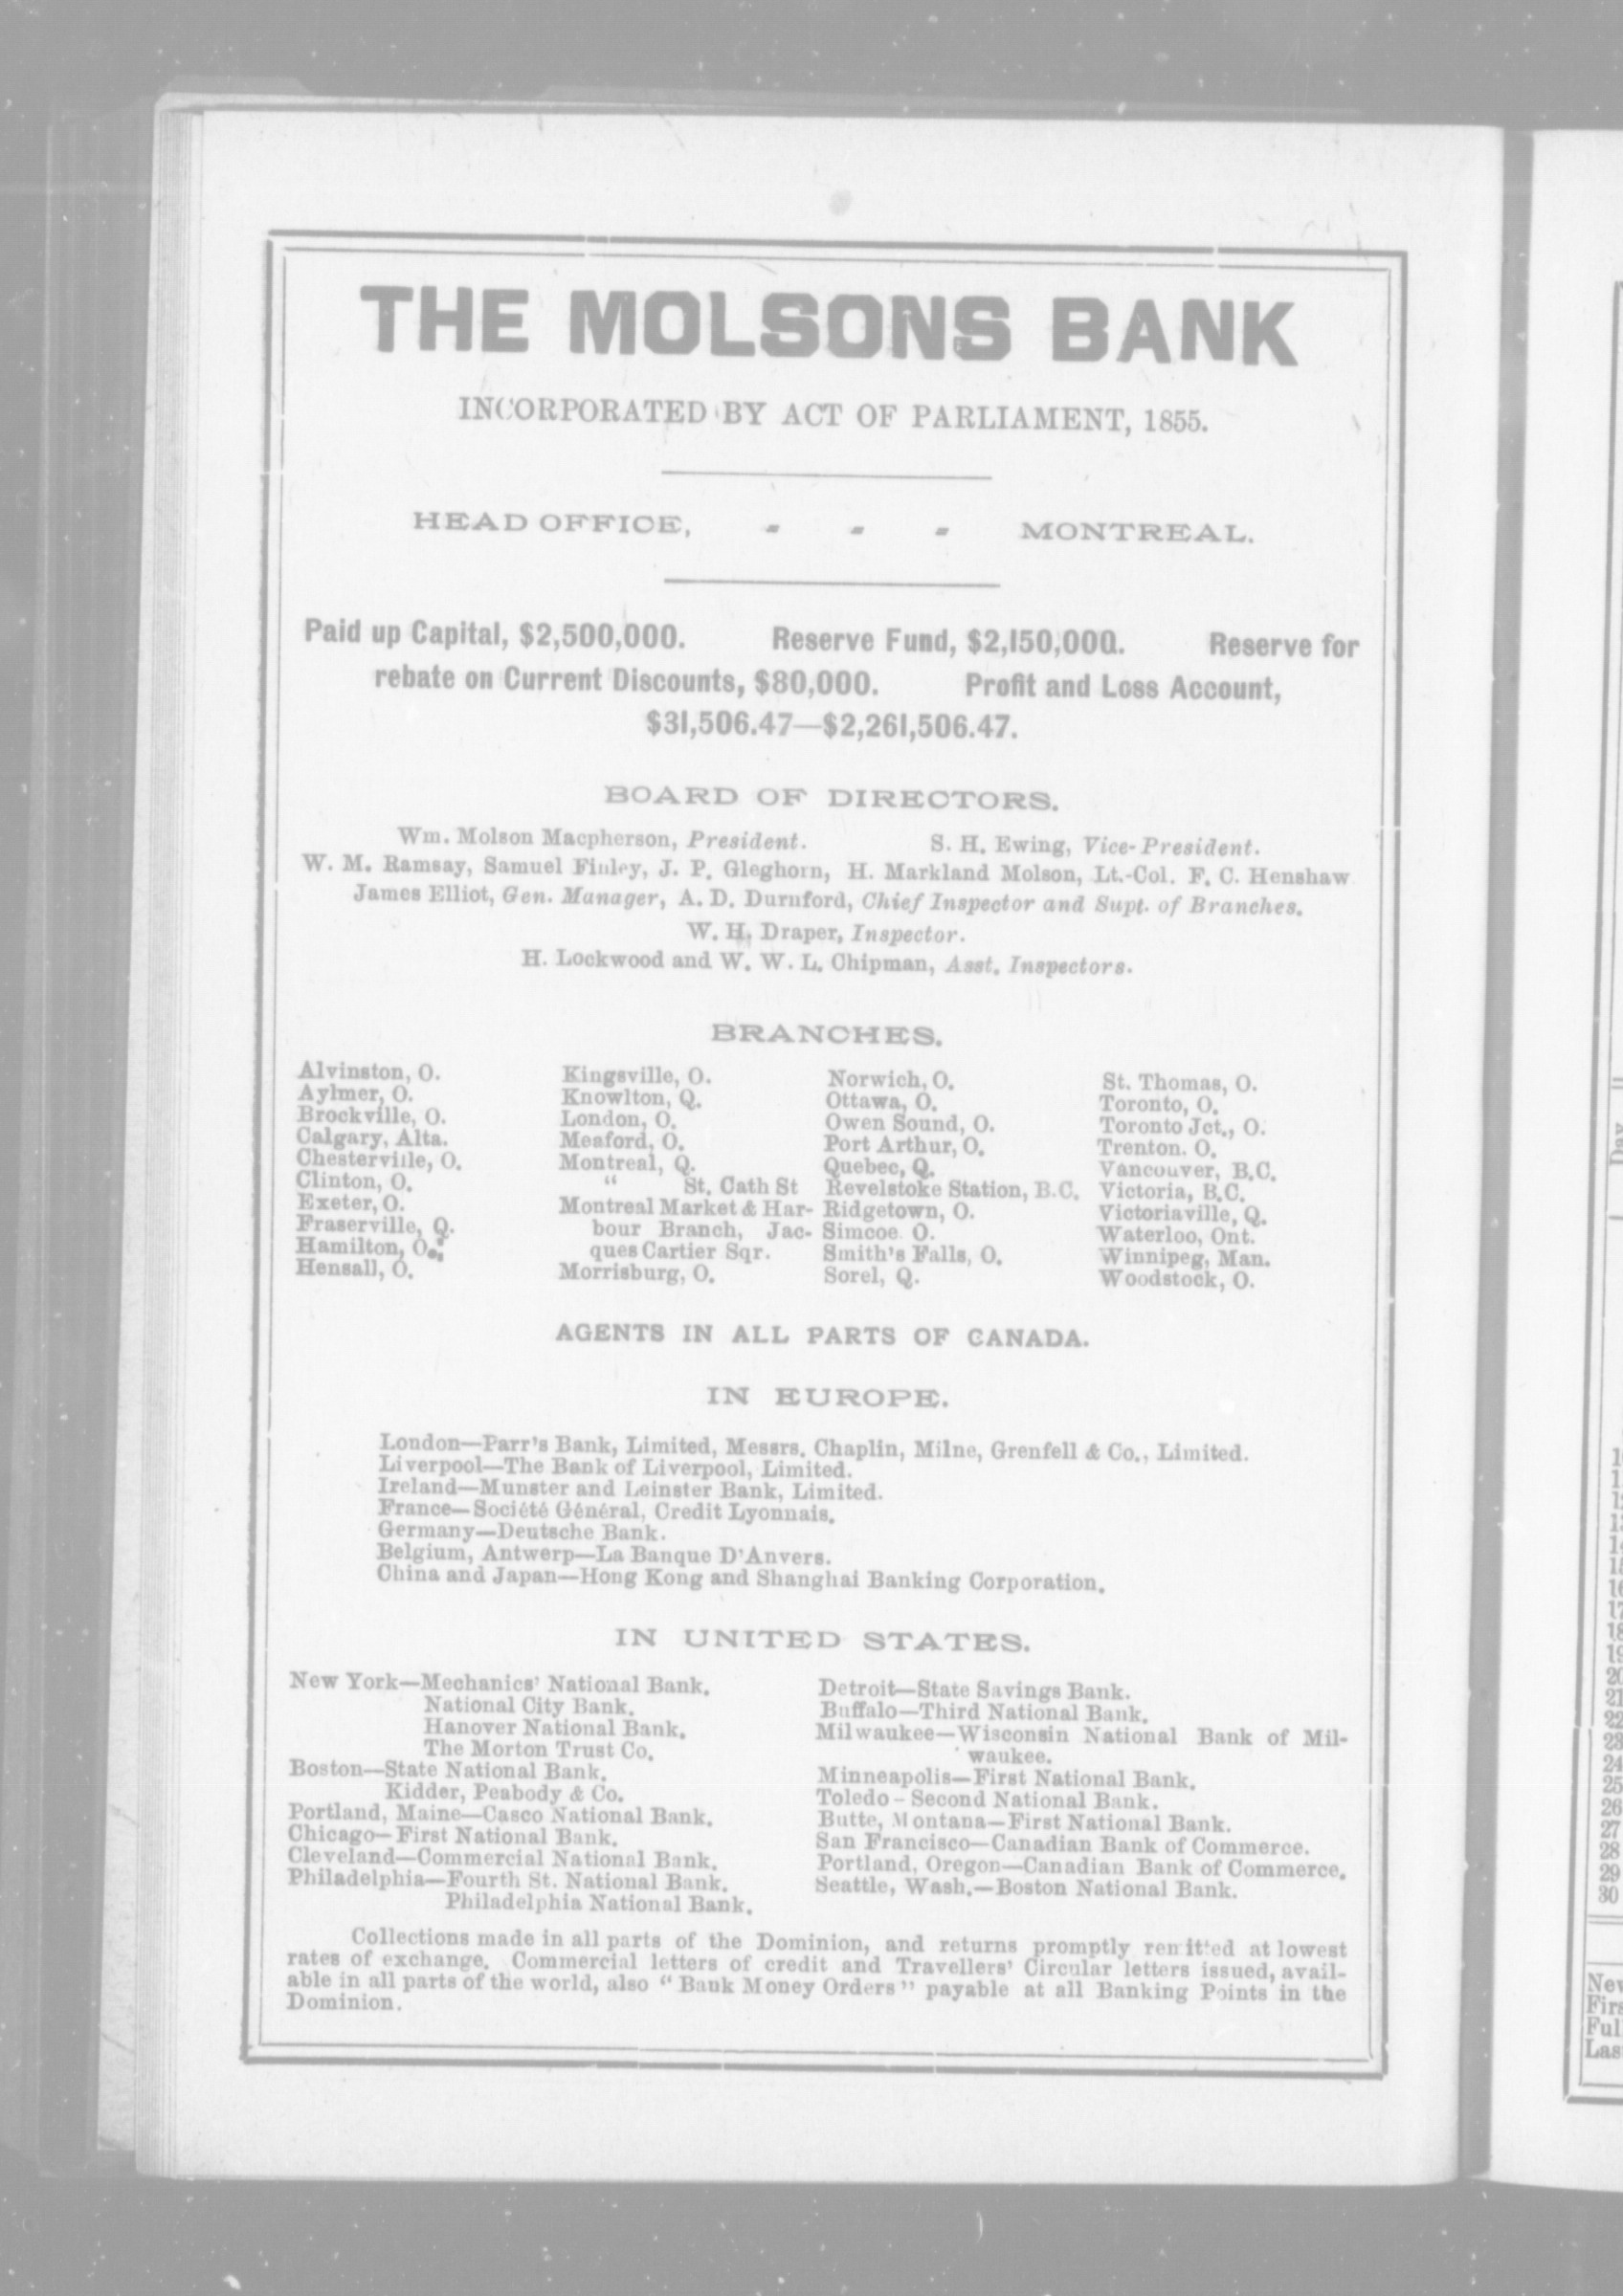 THE MOLSONS BANK
INCORPORATED BY ACT OF PARLIAMENT, 1855.
HEAD OFFICE, - - - MONTREAL.
Paid up Capital, $2,500,000. Reserve Fund, $2,150,000. Reserve for
rebate on Current Discounts, $80,000. Profit and Loss Account,
$31,506.47—$2,261,506.47.
BOARD OF DIRECTORS.
Wm. Molson Macpherson, President. S. H. Ewing, Vice-President.
W. M. Ramsay, Samuel Finley, J. P. Gleghorn, H. Markland Molson, Lt.-Col. F. C. Henshaw
James Elliot, Gen. Manager, A. D. Durnford, Chief Inspector and Supt. of Branches.
W. H. Draper, Inspector.
H. Lockwood and W. W. L. Chipman, Asst. Inspectors.
BRANCHES.
Alvinston, O.
Aylmer, O.
Brockville, O.
Calgary, Alta.
Chesterville, O.
Clinton, O.
Exeter, O.
Fraserville, Q.
Hamilton, O.
Hensall, O.
Kingsville, O.
Knowlton, Q.
London, O.
Meaford, O.
Montreal, Q.
“ St. Cath St
Montreal Market & Har-
bour Branch, Jac-
ques Cartier Sqr.
Morrisburg, O.
Norwich, O.
Ottawa, O.
Owen Sound, O.
Port Arthur, O.
Quebec, Q.
Revelstoke Station, B.C.
Ridgetown, O.
Simcoe. O.
Smith's Falls, O.
Sorel, Q.
St. Thomas, O.
Toronto, O.
Toronto Jct., O.
Trenton. O.
Vancouver, B.C.
Victoria, B.C.
Victoriaville, Q.
Waterloo, Ont.
Winnipeg, Man.
Woodstock, O.
AGENTS IN ALL PARTS OF CANADA.
IN EUROPE.
London—Parr's Bank, Limited, Messrs. Chaplin, Milne, Grenfell & Co., Limited.
Liverpool—The Bank of Liverpool, Limited.
Ireland—Munster and Leinster Bank, Limited.
France—Société Général, Credit Lyonnais.
Germany—Deutsche Bank.
Belgium, Antwerp—La Banque D'Anvers.
China and Japan—Hong Kong and Shanghai Banking Corporation.
IN UNITED STATES.
New York—Mechanics' National Bank.
National City Bank.
Hanover National Bank.
The Morton Trust Co.
Boston—State National Bank.
Kidder, Peabody & Co.
Portland, Maine—Casco National Bank.
Chicago—First National Bank.
Cleveland—Commercial National Bank.
Philadelphia—Fourth St. National Bank.
Philadelphia National Bank.
Detroit—State Savings Bank.
Buffalo—Third National Bank.
Milwaukee—Wisconsin National Bank of Mil-
waukee.
Minneapolis—First National Bank.
Toledo - Second National Bank.
Butte, Montana—First National Bank.
San Francisco—Canadian Bank of Commerce.
Portland, Oregon—Canadian Bank of Commerce.
Seattle, Wash.—Boston National Bank.
Collections made in all parts of the Dominion, and returns promptly remitted at lowest
rates of exchange. Commercial letters of credit and Travellers' Circular letters issued, avail-
able in all parts of the world, also “Bank Money Orders” payable at all Banking Points in the
Dominion.
16
17
18
19
20
21
22
23
24
25
26
27
28
29
30